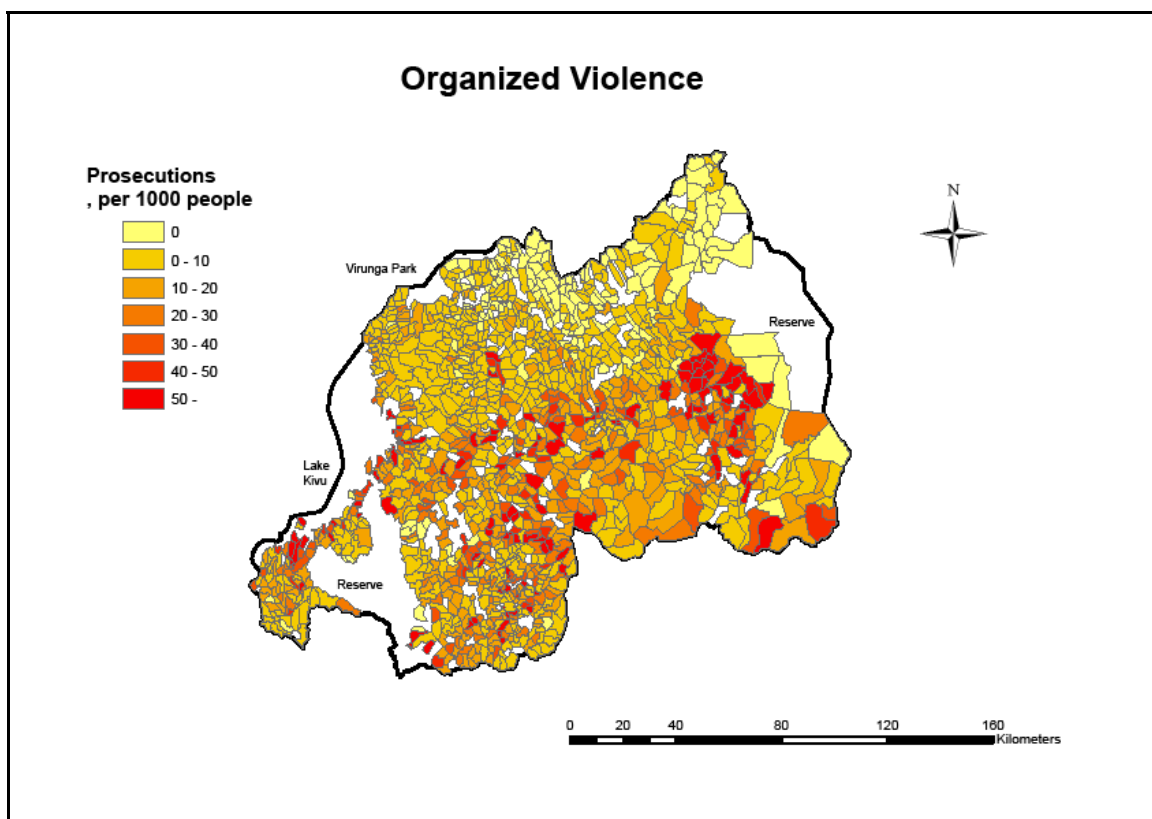 Organized Violence
Prosecutions
, per 1000 people
0
0 - 10
10 - 20
20 - 30
30 - 40
40 - 50
50 -
N
Virunga Park
Reserve
Lake
Kivu
Reserve
0 20 40 80 120 160
Kilometers